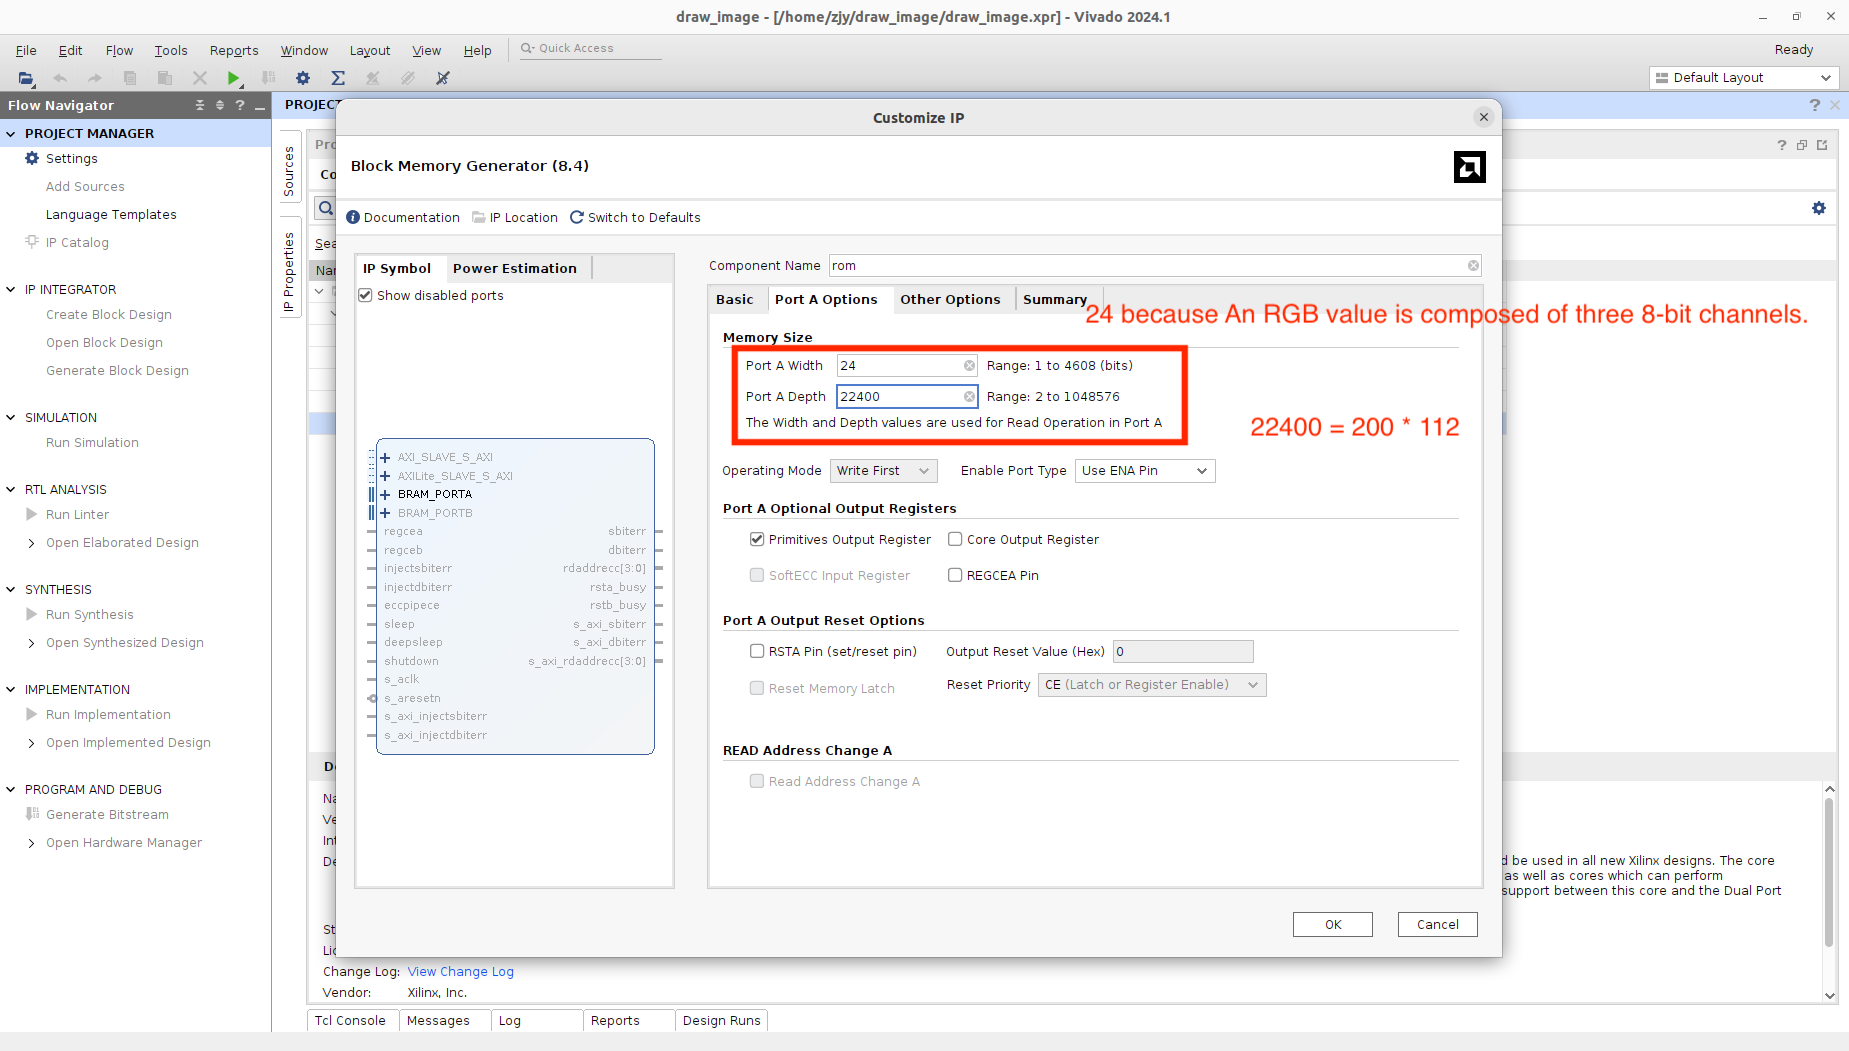 draw_image - [/home/zjy/draw_image/draw_image.xpr] - Vivado 2024.1
File Edit Flow Tools Reports Window Layout View Help Quick Access Ready
Default Layout
Flow Navigator ? _
PROJECT MANAGER
Settings
Add Sources
Language Templates
IP Catalog
IP INTEGRATOR
Create Block Design
Open Block Design
Generate Block Design
SIMULATION
Run Simulation
RTL ANALYSIS
Run Linter
Open Elaborated Design
SYNTHESIS
Run Synthesis
Open Synthesized Design
IMPLEMENTATION
Run Implementation
Open Implemented Design
PROGRAM AND DEBUG
Generate Bitstream
Open Hardware Manager
Sources
IP Properties
Customize IP
Block Memory Generator (8.4)
Documentation IP Location Switch to Defaults
IP Symbol Power Estimation
Show disabled ports
AXI_SLAVE_S_AXI
AXILite_SLAVE_S_AXI
BRAM_PORTA
BRAM_PORTB
regcea sbiterr
regceb dbiterr
injectsbiterr rdaddrecc[3:0]
injectdbiterr rsta_busy
eccpipece rstb_busy
sleep s_axi_sbiterr
deepsleep s_axi_dbiterr
shutdown s_axi_rdaddrecc[3:0]
s_aclk
s_aresetn
s_axi_injectsbiterr
s_axi_injectdbiterr
Component Name rom
Basic Port A Options Other Options Summary
24 because An RGB value is composed of three 8-bit channels.
Memory Size
Port A Width 24 Range: 1 to 4608 (bits)
Port A Depth 22400 Range: 2 to 1048576
The Width and Depth values are used for Read Operation in Port A
22400 = 200 * 112
Operating Mode Write First Enable Port Type Use ENA Pin
Port A Optional Output Registers
Primitives Output Register Core Output Register
SoftECC Input Register REGCEA Pin
Port A Output Reset Options
RSTA Pin (set/reset pin) Output Reset Value (Hex) 0
Reset Memory Latch Reset Priority CE (Latch or Register Enable)
READ Address Change A
Read Address Change A
OK Cancel
be used in all new Xilinx designs. The core
as well as cores which can perform
support between this core and the Dual Port
Change Log: View Change Log
Vendor: Xilinx, Inc.
Tcl Console Messages Log Reports Design Runs